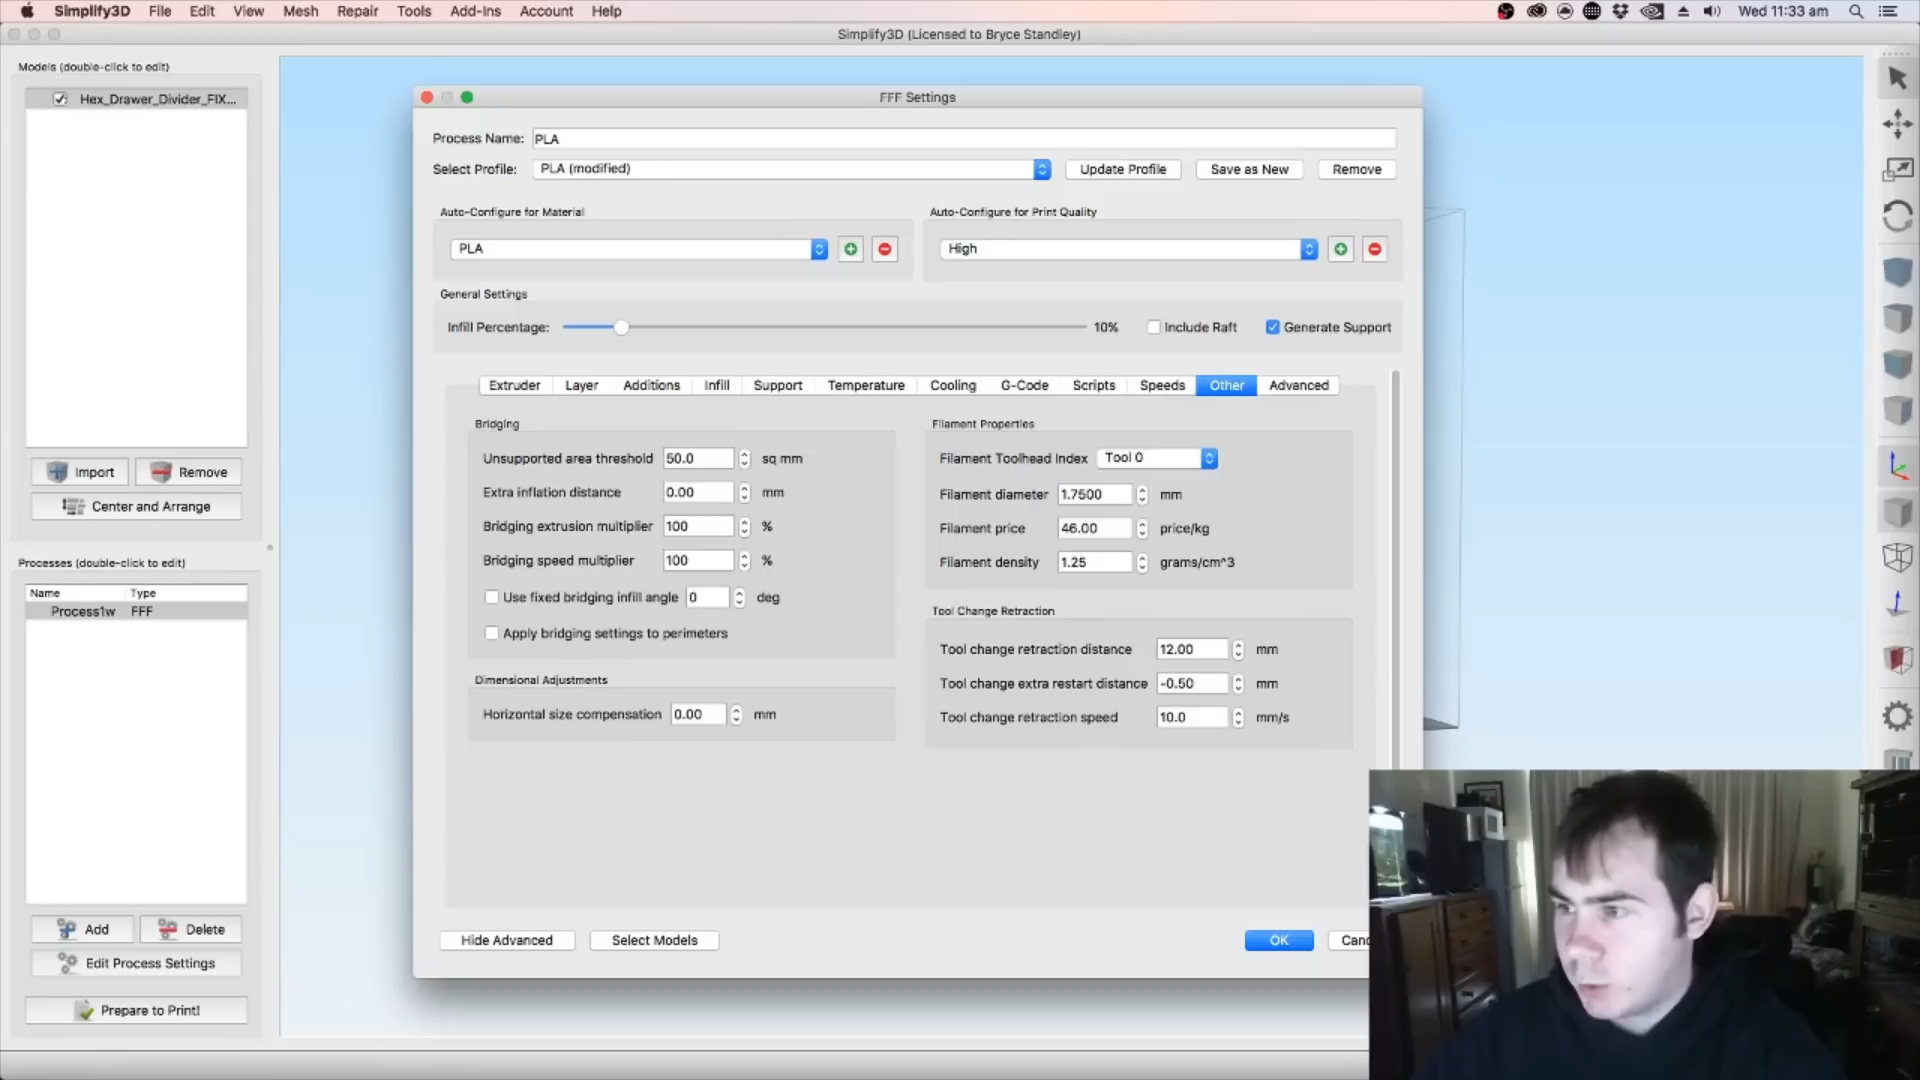 Simplify3D File Edit View Mesh Repair Tools Add-Ins Account Help Wed 11:33 am
Simplify3D (Licensed to Bryce Standley)
Models (double-click to edit)
Hex_Drawer_Divider_FIX...
Import Remove
Center and Arrange
Processes (double-click to edit)
Name Type
Process1w FFF
Add Delete
Edit Process Settings
Prepare to Print!
FFF Settings
Process Name: PLA
Select Profile: PLA (modified) Update Profile Save as New Remove
Auto-Configure for Material
PLA
Auto-Configure for Print Quality
High
General Settings
Infill Percentage: 10% Include Raft Generate Support
Extruder Layer Additions Infill Support Temperature Cooling G-Code Scripts Speeds Other Advanced
Bridging
Unsupported area threshold 50.0 sq mm
Extra inflation distance 0.00 mm
Bridging extrusion multiplier 100 %
Bridging speed multiplier 100 %
Use fixed bridging infill angle 0 deg
Apply bridging settings to perimeters
Dimensional Adjustments
Horizontal size compensation 0.00 mm
Filament Properties
Filament Toolhead Index Tool 0
Filament diameter 1.7500 mm
Filament price 46.00 price/kg
Filament density 1.25 grams/cm^3
Tool Change Retraction
Tool change retraction distance 12.00 mm
Tool change extra restart distance -0.50 mm
Tool change retraction speed 10.0 mm/s
Hide Advanced Select Models OK Canc